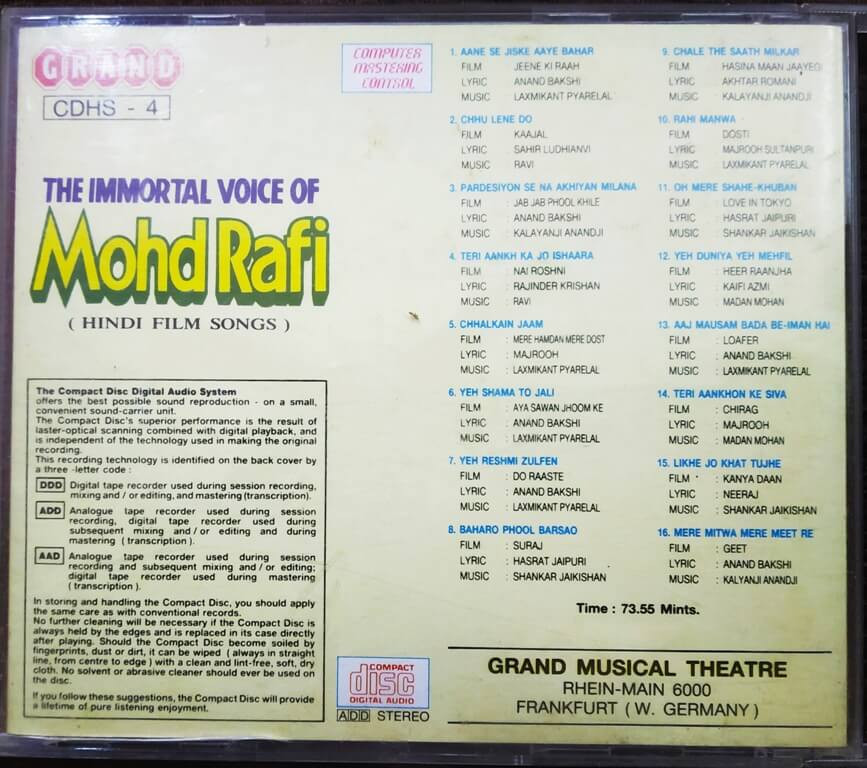 GRAND
CDHS - 4
COMPUTER
MASTERING
CONTROL
THE IMMORTAL VOICE OF
Mohd Rafi
( HINDI FILM SONGS )
The Compact Disc Digital Audio System
offers the best possible sound reproduction - on a small,
convenient sound-carrier unit.
The Compact Disc's superior performance is the result of
laster-optical scanning combined with digital playback, and
is independent of the technology used in making the original
recording.
This recording technology is identified on the back cover by
a three -letter code :
DDD Digital tape recorder used during session recording,
mixing and / or editing, and mastering (transcription).
ADD Analogue tape recorder used during session
recording, digital tape recorder used during
subsequent mixing and / or editing and during
mastering ( transcription ).
AAD Analogue tape recorder used during session
recording and subsequent mixing and / or editing;
digital tape recorder used during mastering
( transcription ).
In storing and handling the Compact Disc, you should apply
the same care as with conventional records.
No further cleaning will be necessary if the Compact Disc is
always held by the edges and is replaced in its case directly
after playing. Should the Compact Disc become soiled by
fingerprints, dust or dirt, it can be wiped ( always in straight
line, from centre to edge ) with a clean and lint-free, soft, dry
cloth. No solvent or abrasive cleaner should ever be used on
the disc.
If you follow these suggestions, the Compact Disc will provide
a lifetime of pure listening enjoyment.
COMPACT
disc
DIGITAL AUDIO
ADD STEREO
1. AANE SE JISKE AAYE BAHAR
FILM : JEENE KI RAAH
LYRIC : ANAND BAKSHI
MUSIC : LAXMIKANT PYARELAL
2. CHHU LENE DO
FILM : KAAJAL
LYRIC : SAHIR LUDHIANVI
MUSIC : RAVI
3. PARDESIYON SE NA AKHIYAN MILANA
FILM : JAB JAB PHOOL KHILE
LYRIC : ANAND BAKSHI
MUSIC : KALAYANJI ANANDJI
4. TERI AANKH KA JO ISHAARA
FILM : NAI ROSHNI
LYRIC : RAJINDER KRISHAN
MUSIC : RAVI
5. CHHALKAIN JAAM
FILM : MERE HAMDAN MERE DOST
LYRIC : MAJROOH
MUSIC : LAXMIKANT PYARELAL
6. YEH SHAMA TO JALI
FILM : AYA SAWAN JHOOM KE
LYRIC : ANAND BAKSHI
MUSIC : LAXMIKANT PYARELAL
7. YEH RESHMI ZULFEN
FILM : DO RAASTE
LYRIC : ANAND BAKSHI
MUSIC : LAXMIKANT PYARELAL
8. BAHARO PHOOL BARSAO
FILM : SURAJ
LYRIC : HASRAT JAIPURI
MUSIC : SHANKAR JAIKISHAN
9. CHALE THE SAATH MILKAR
FILM : HASINA MAAN JAAYEGI
LYRIC : AKHTAR ROMANI
MUSIC : KALAYANJI ANANDJI
10. RAHI MANWA
FILM : DOSTI
LYRIC : MAJROOH SULTANPURI
MUSIC : LAXMIKANT PYARELAL
11. OH MERE SHAHE-KHUBAN
FILM : LOVE IN TOKYO
LYRIC : HASRAT JAIPURI
MUSIC : SHANKAR JAIKISHAN
12. YEH DUNIYA YEH MEHFIL
FILM : HEER RAANJHA
LYRIC : KAIFI AZMI
MUSIC : MADAN MOHAN
13. AAJ MAUSAM BADA BE-IMAN HAI
FILM : LOAFER
LYRIC : ANAND BAKSHI
MUSIC : LAXMIKANT PYARELAL
14. TERI AANKHON KE SIVA
FILM : CHIRAG
LYRIC : MAJROOH
MUSIC : MADAN MOHAN
15. LIKHE JO KHAT TUJHE
FILM : KANYA DAAN
LYRIC : NEERAJ
MUSIC : SHANKAR JAIKISHAN
16. MERE MITWA MERE MEET RE
FILM : GEET
LYRIC : ANAND BAKSHI
MUSIC : KALYANJI ANANDJI
Time : 73.55 Mints.
GRAND MUSICAL THEATRE
RHEIN-MAIN 6000
FRANKFURT ( W. GERMANY )